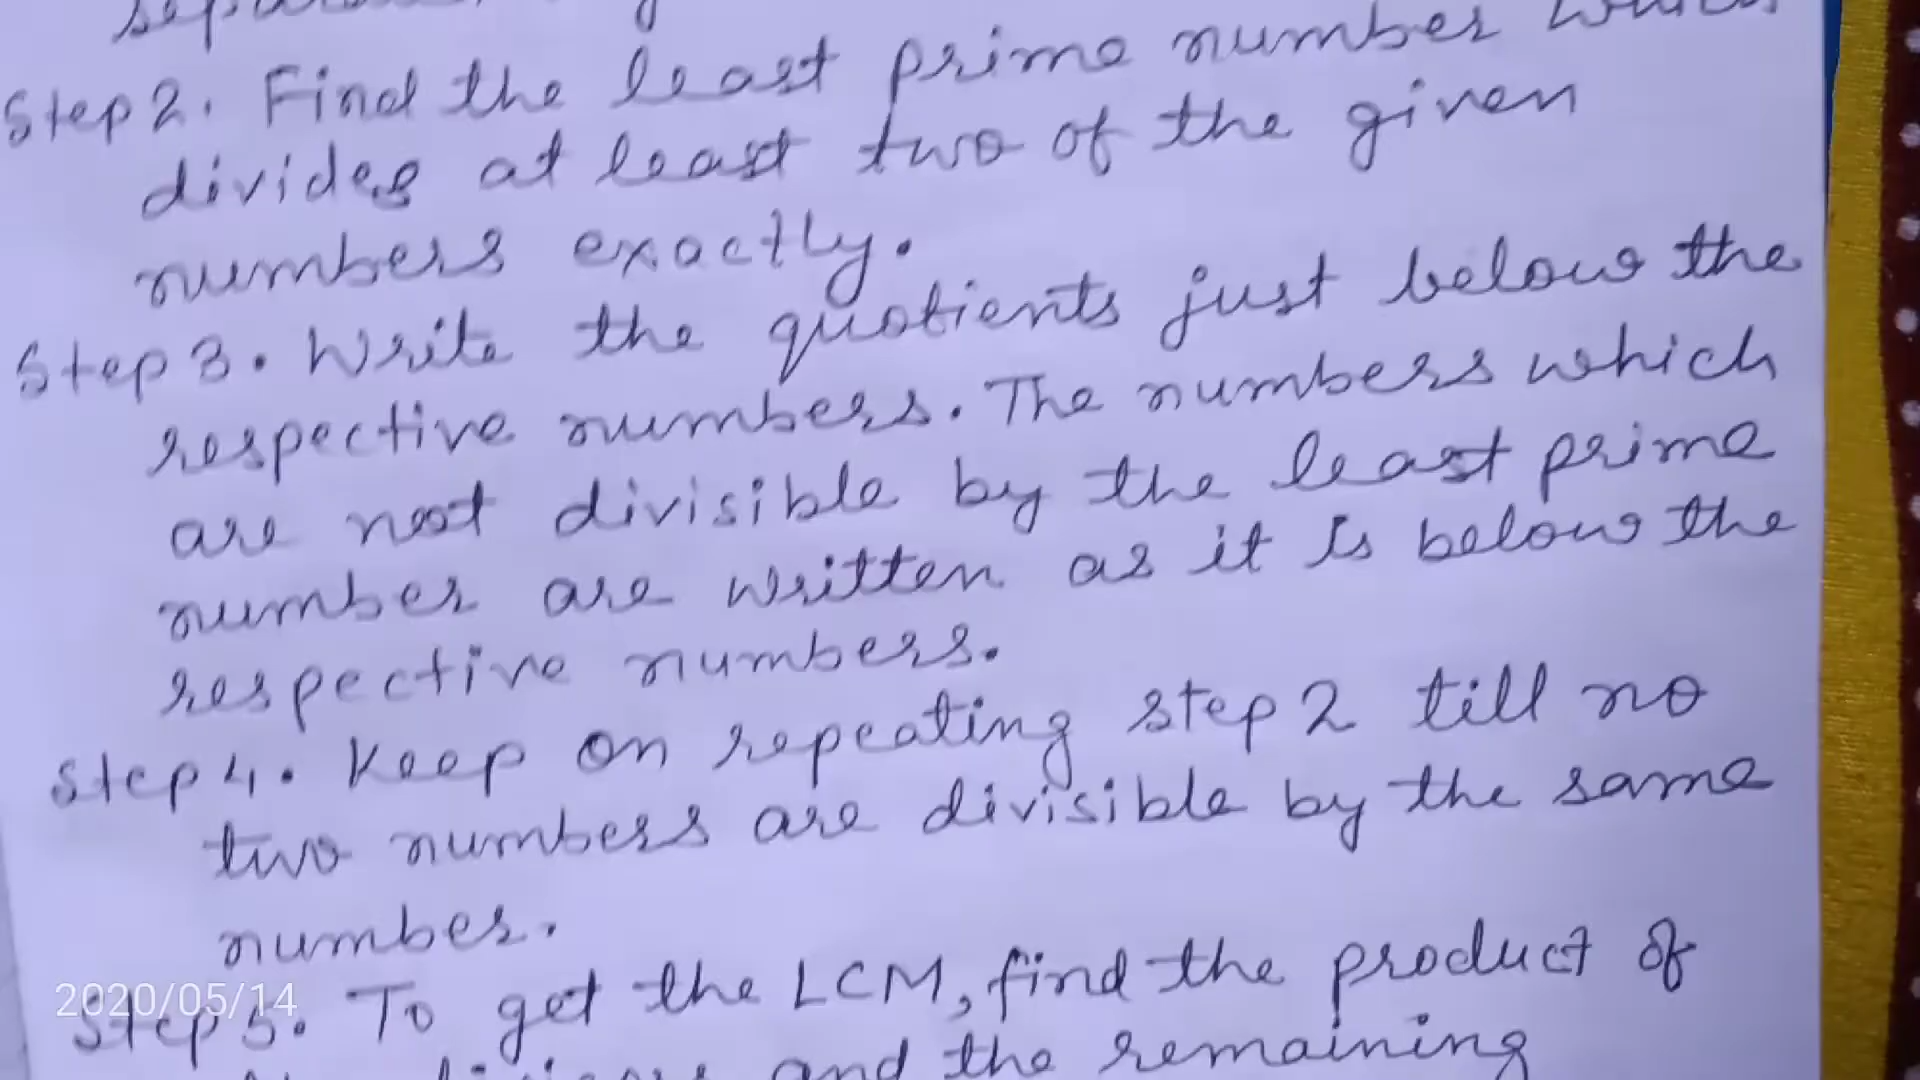 Step 2. Find the least prime number which
divides at least two of the given
numbers exactly.
Step 3. Write the quotients just below the
respective numbers. The numbers which
are not divisible by the least prime
number are written as it is below the
respective numbers.
Step 4. Keep on repeating step 2 till no
two numbers are divisible by the same
number.
2020/05/14
Step 5. To get the LCM, find the product of
and the remaining